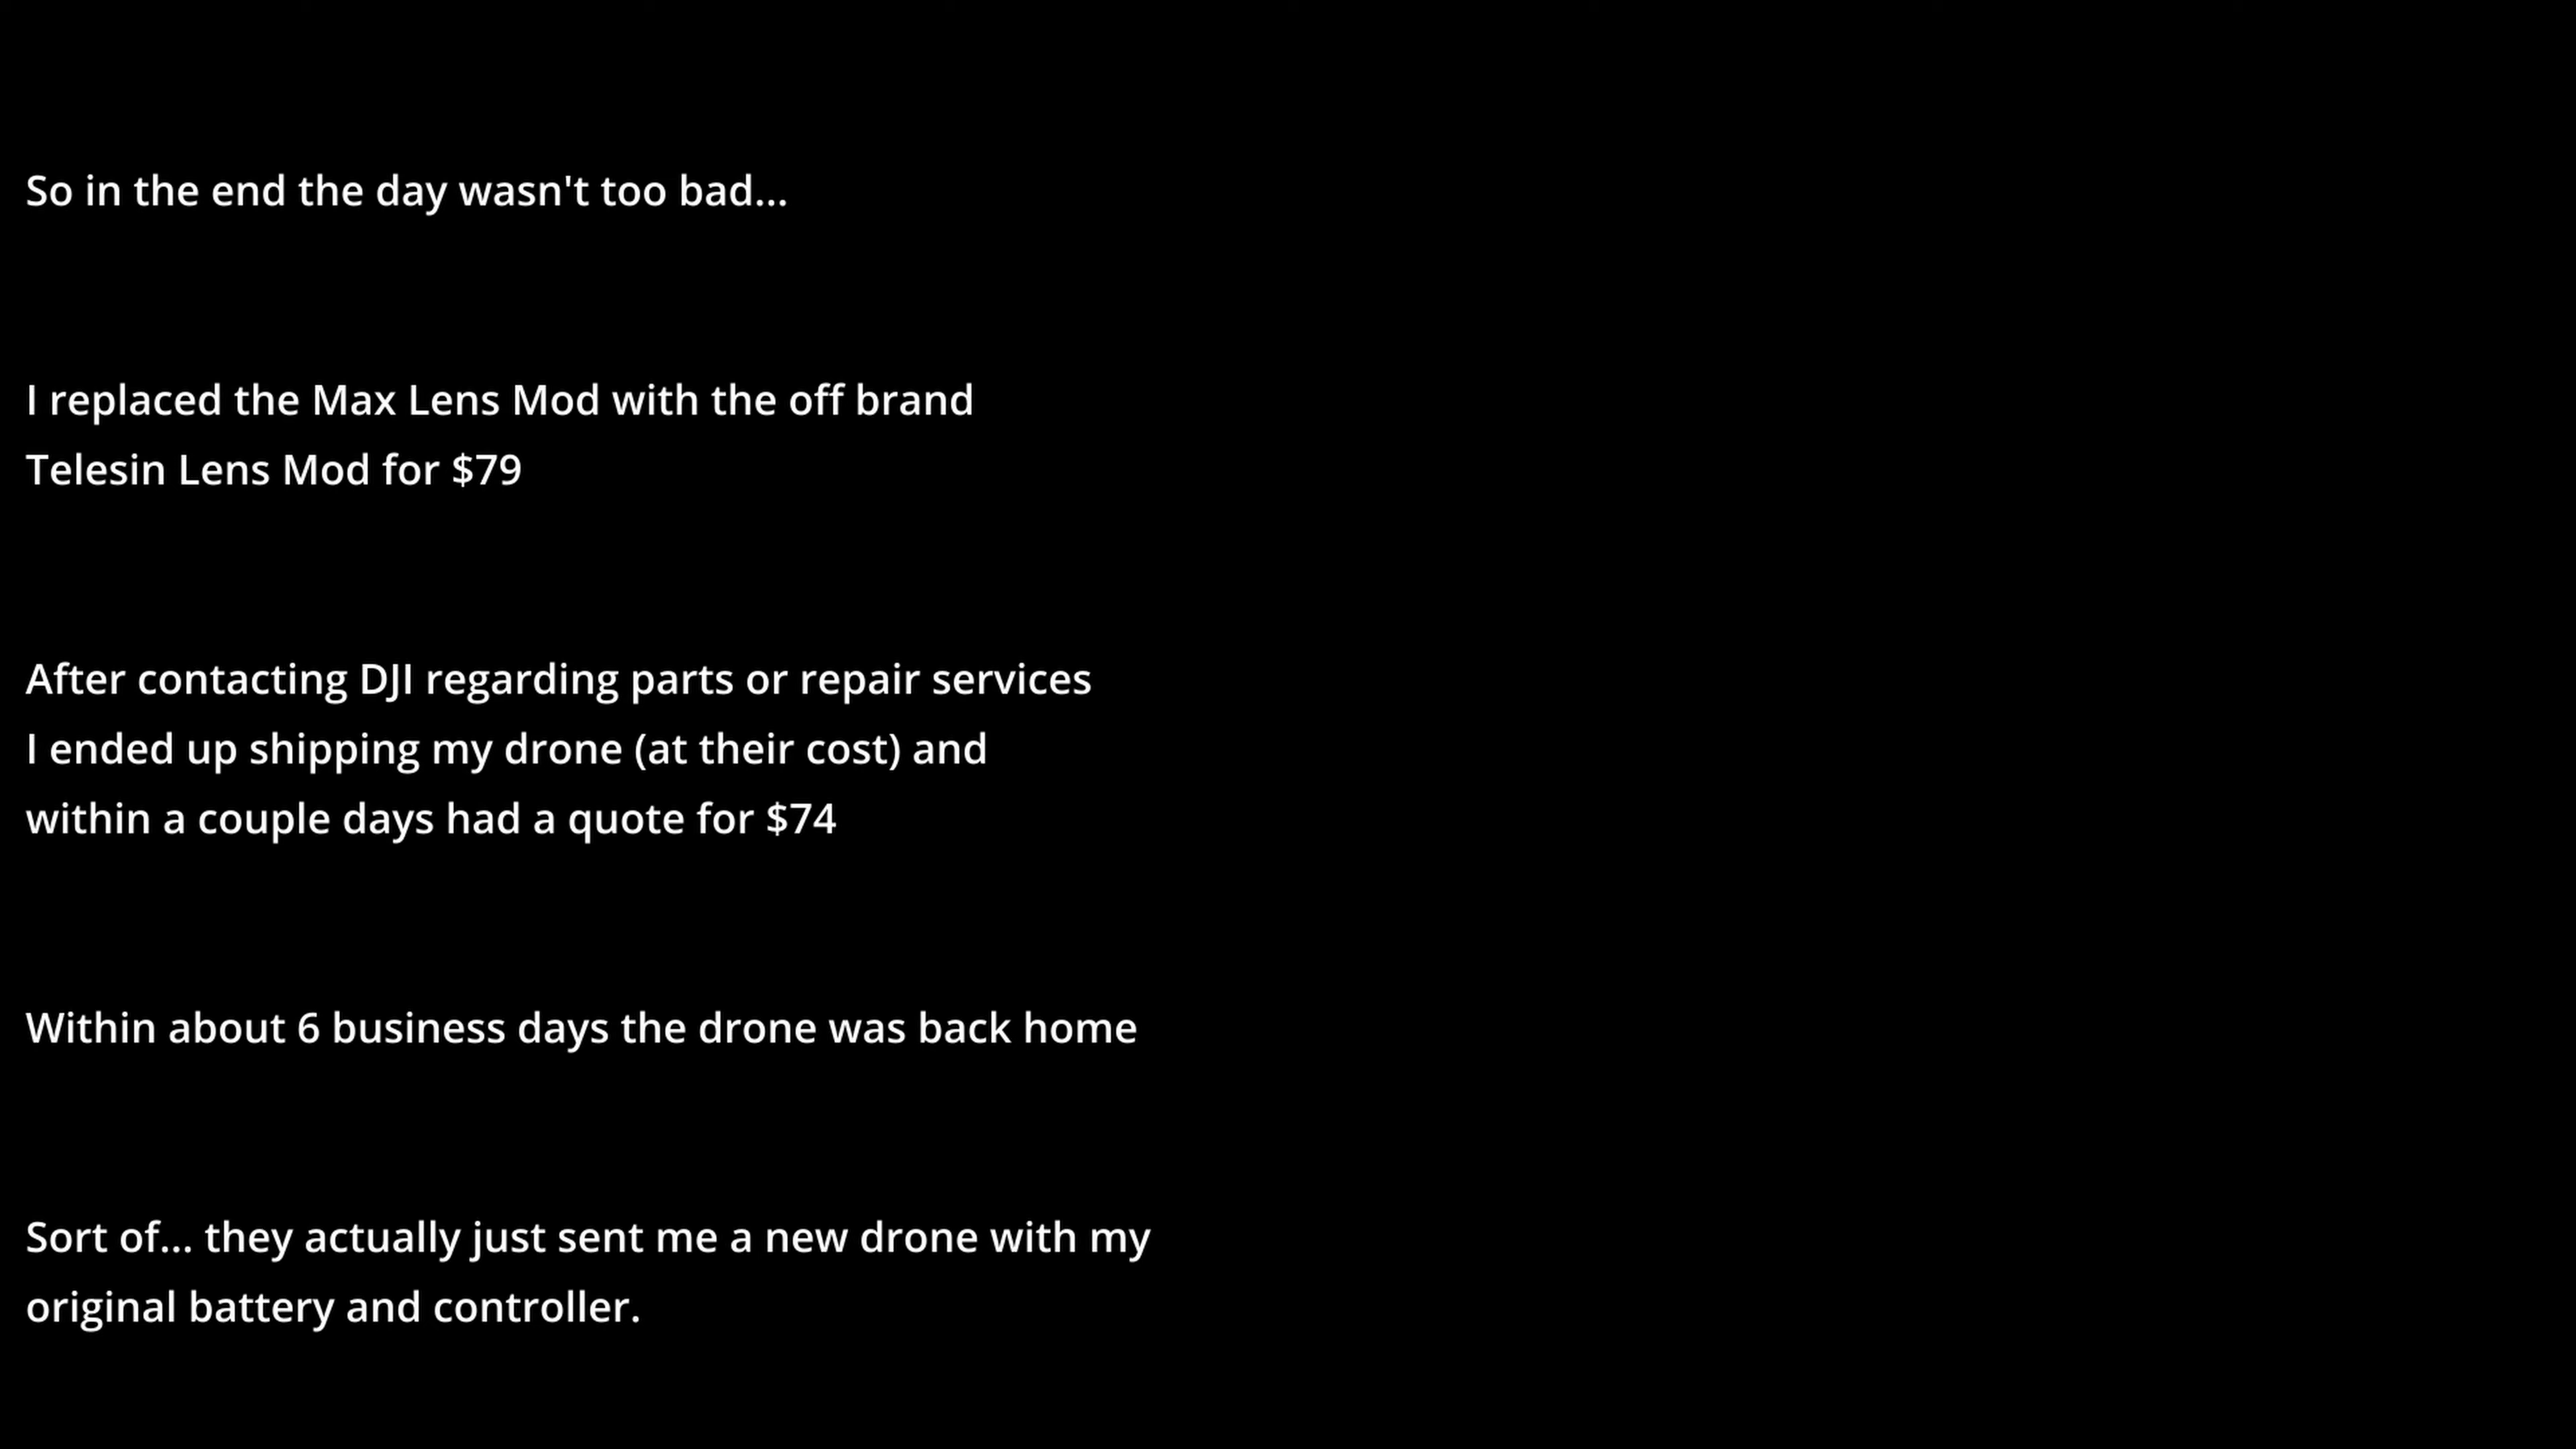 So in the end the day wasn't too bad...
I replaced the Max Lens Mod with the off brand
Telesin Lens Mod for $79
After contacting DJI regarding parts or repair services
I ended up shipping my drone (at their cost) and
within a couple days had a quote for $74
Within about 6 business days the drone was back home
Sort of... they actually just sent me a new drone with my
original battery and controller.